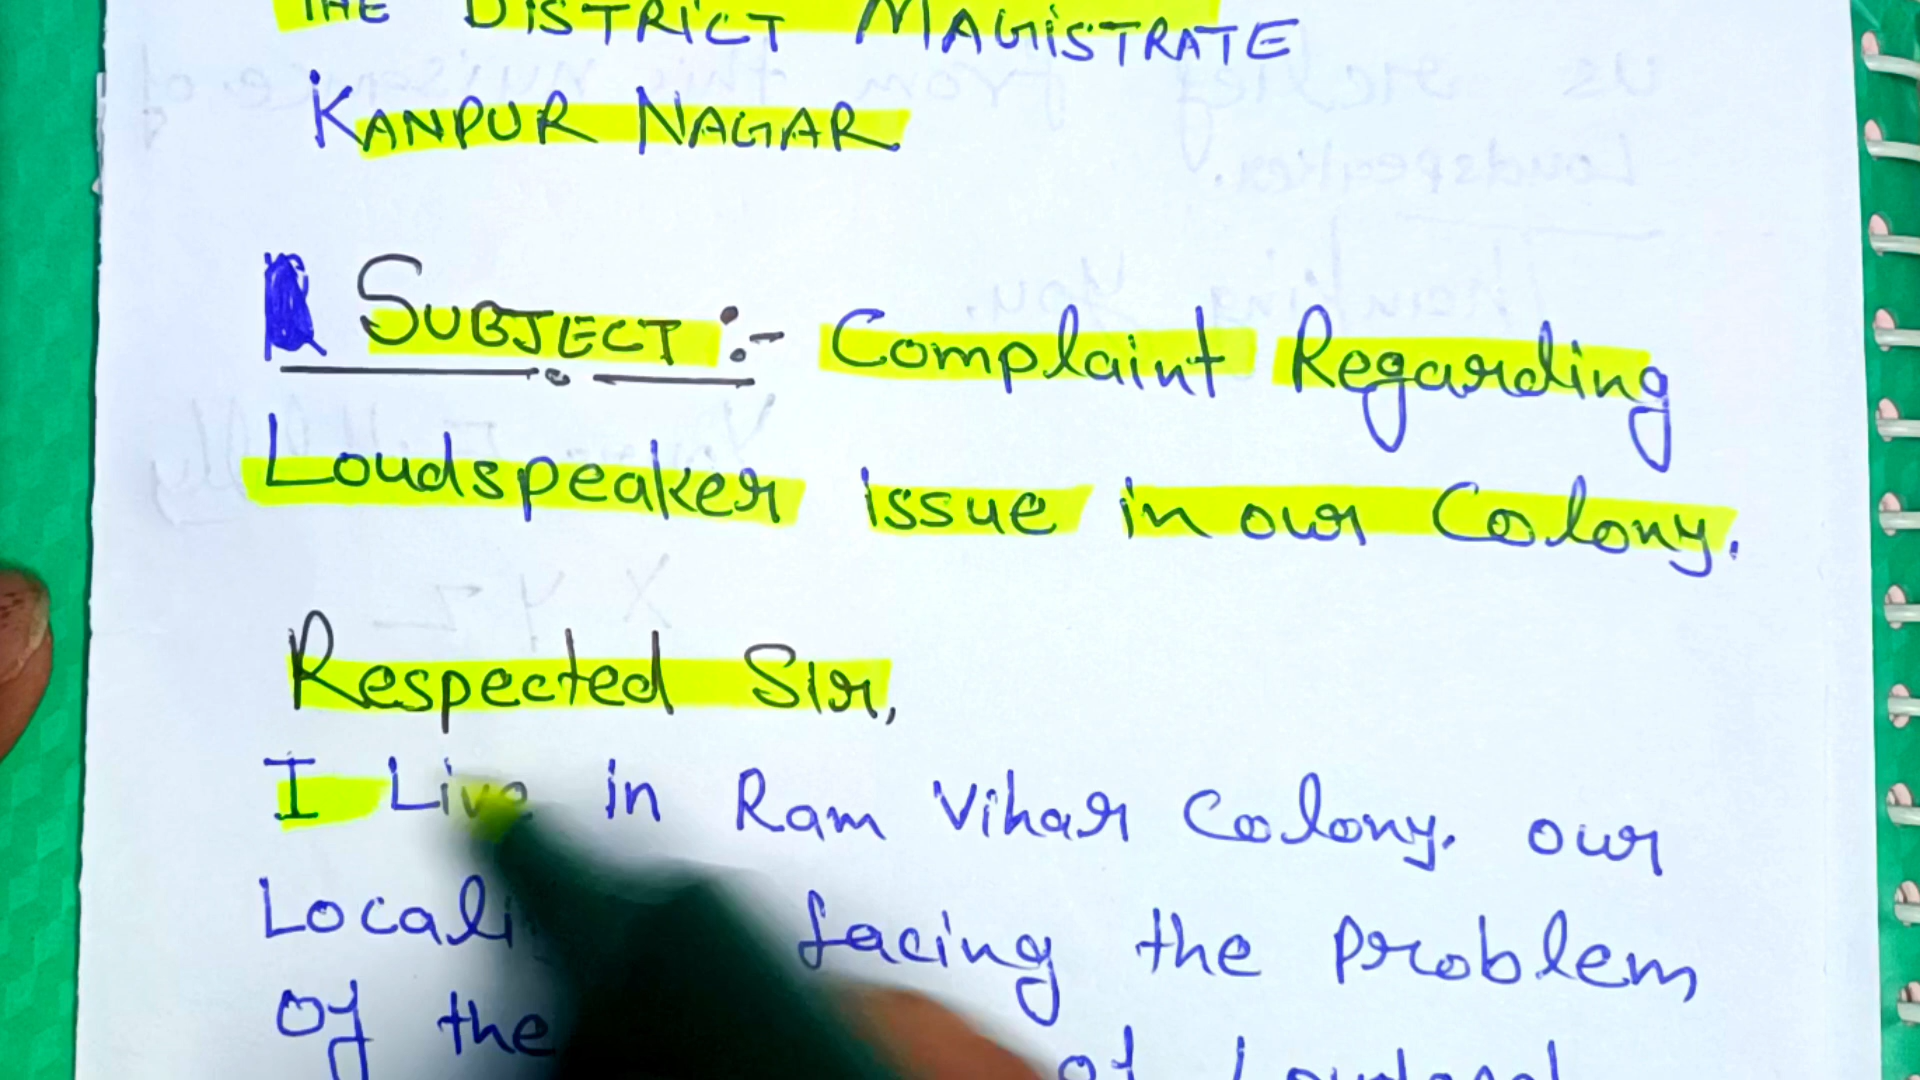 THE DISTRICT MAGISTRATE
KANPUR NAGAR
SUBJECT :- Complaint Regarding
Loudspeaker issue in our Colony.
Respected Sir,
I Live in Ram Vihar Colony. our
facing the Problem
Of the of